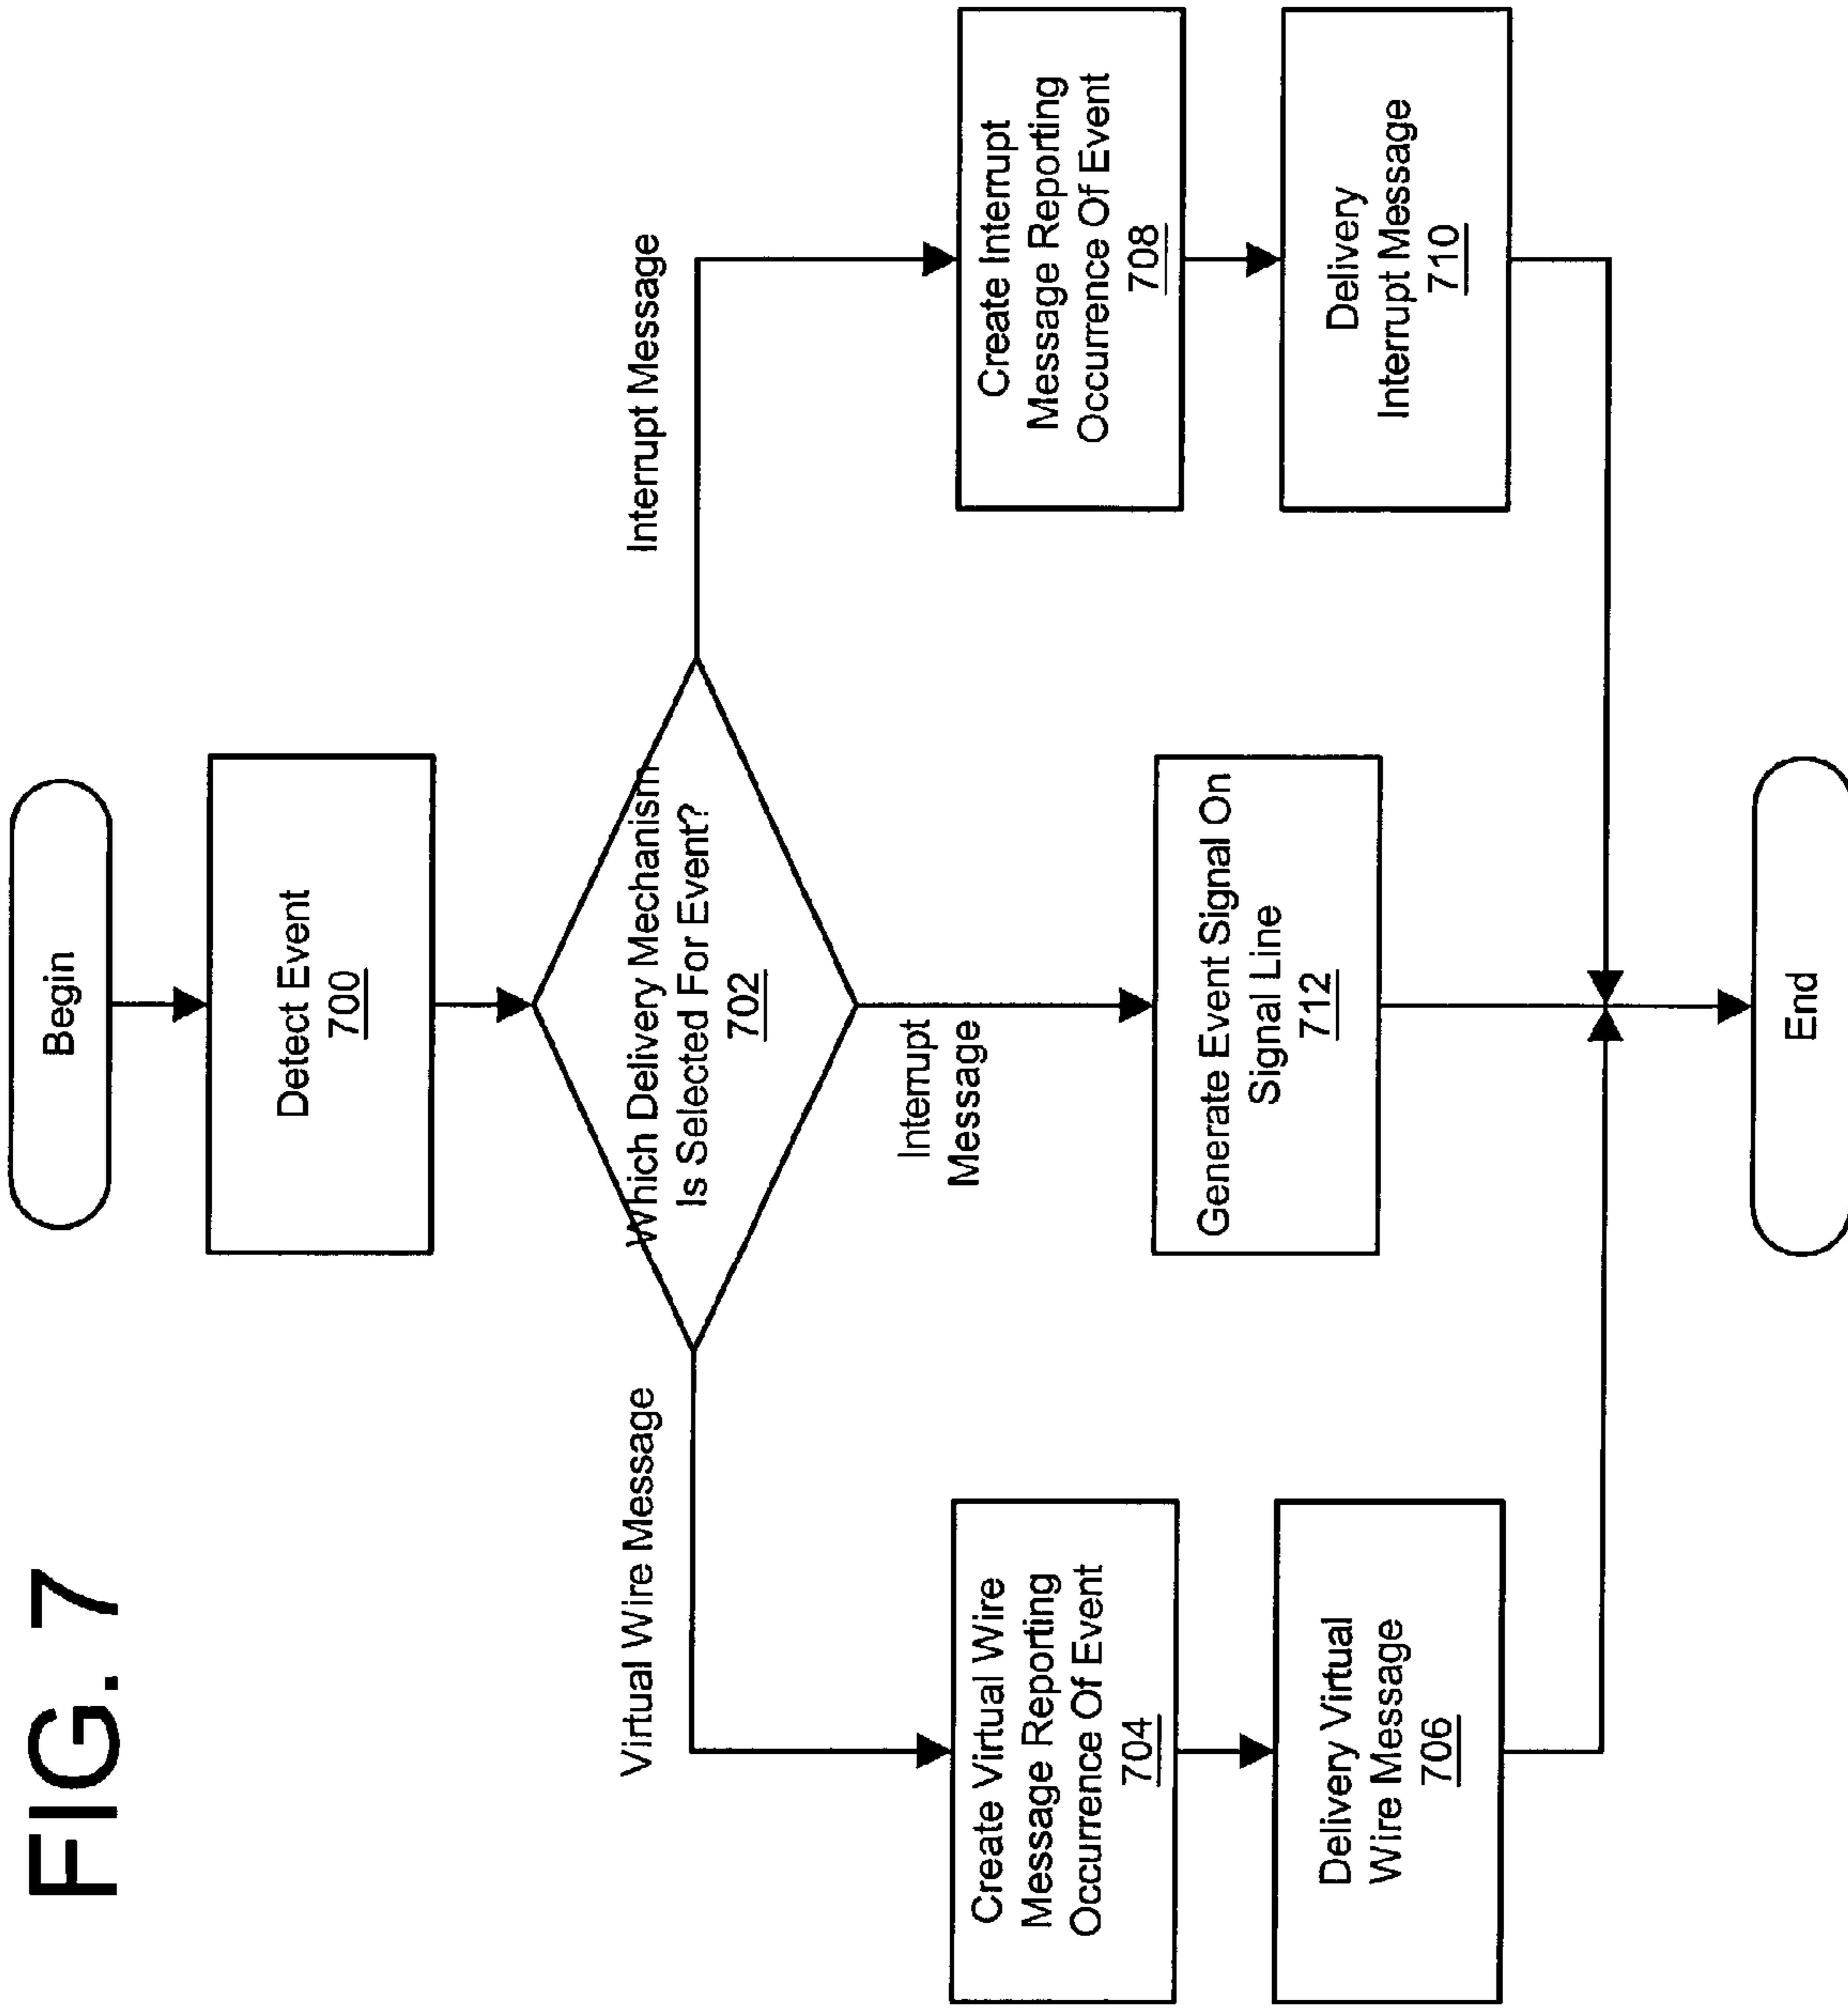 FIG. 7
Begin
Detect Event
700
Which Delivery Mechanism
Is Selected For Event?
702
Virtual Wire Message
Interrupt
Message
Interrupt Message
Create Virtual Wire
Message Reporting
Occurrence Of Event
704
Delivery Virtual
Wire Message
706
Generate Event Signal On
Signal Line
712
Create Interrupt
Message Reporting
Occurrence Of Event
708
Delivery
Interrupt Message
710
End